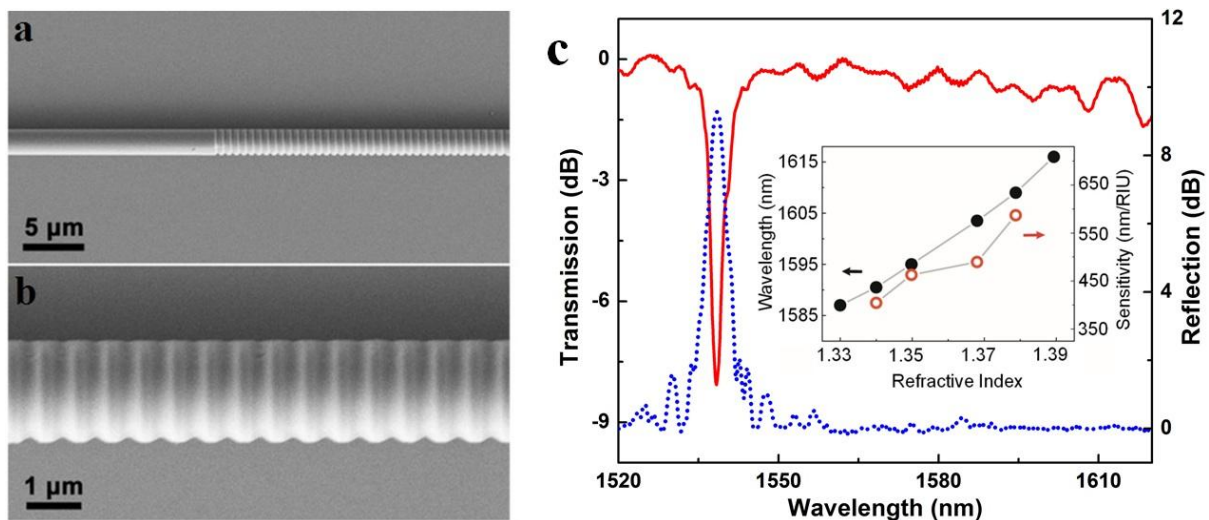 a
5 µm
b
1 µm
c
Transmission (dB)
0
-3
-6
-9
1520
1550
1580
1610
Wavelength (nm)
Reflection (dB)
12
8
4
0
Wavelength (nm)
1615
1605
1595
1585
1.33
1.35
1.37
1.39
Refractive Index
650
550
450
350
Sensitivity (nm/RIU)